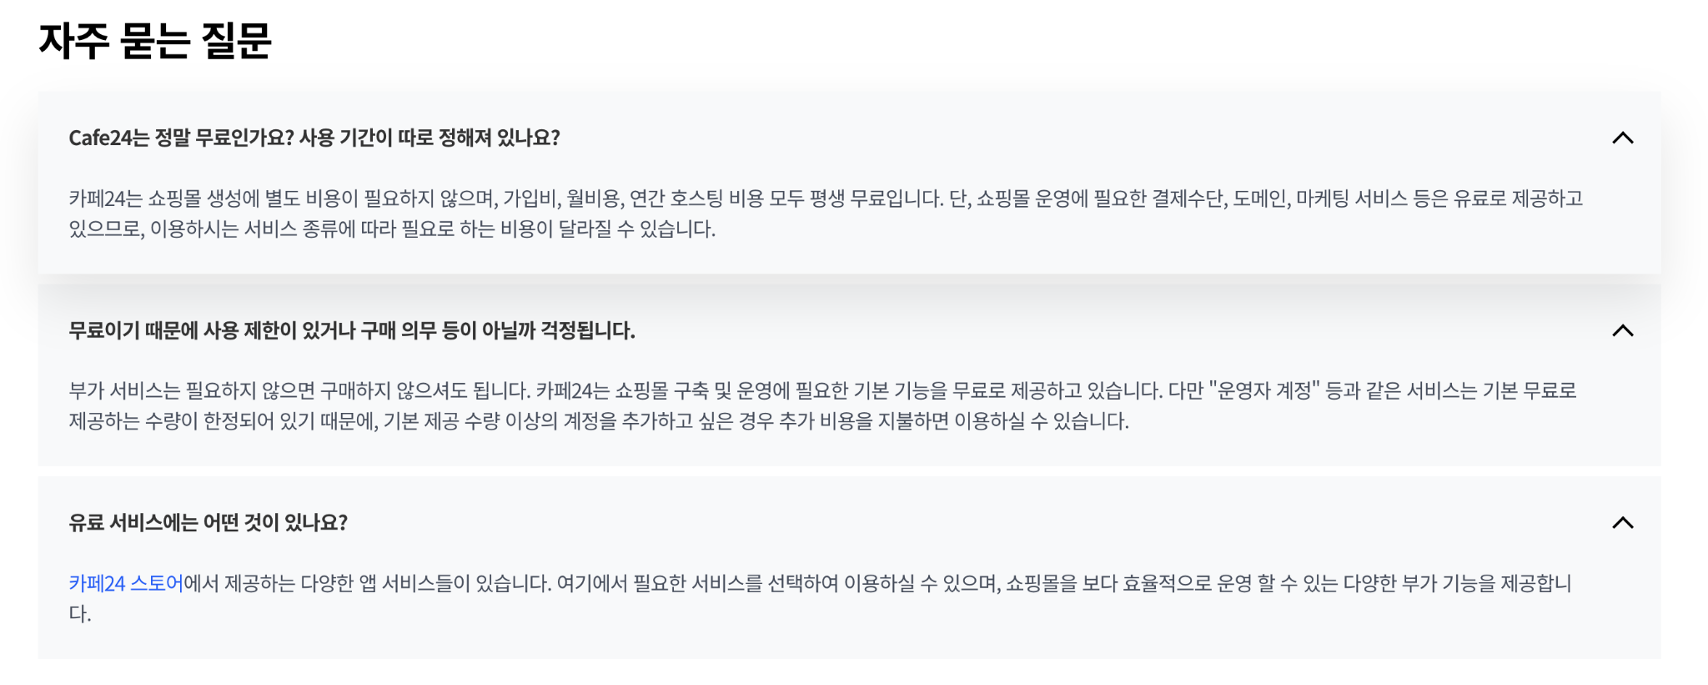 자주 묻는 질문
Cafe24는 정말 무료인가요? 사용 기간이 따로 정해져 있나요?
카페24는 쇼핑몰 생성에 별도 비용이 필요하지 않으며, 가입비, 월비용, 연간 호스팅 비용 모두 평생 무료입니다. 단, 쇼핑몰 운영에 필요한 결제수단, 도메인, 마케팅 서비스 등은 유료로 제공하고
있으므로, 이용하시는 서비스 종류에 따라 필요로 하는 비용이 달라질 수 있습니다.
무료이기 때문에 사용 제한이 있거나 구매 의무 등이 아닐까 걱정됩니다.
부가 서비스는 필요하지 않으면 구매하지 않으셔도 됩니다. 카페24는 쇼핑몰 구축 및 운영에 필요한 기본 기능을 무료로 제공하고 있습니다. 다만 "운영자 계정" 등과 같은 서비스는 기본 무료로
제공하는 수량이 한정되어 있기 때문에, 기본 제공 수량 이상의 계정을 추가하고 싶은 경우 추가 비용을 지불하면 이용하실 수 있습니다.
유료 서비스에는 어떤 것이 있나요?
카페24 스토어에서 제공하는 다양한 앱 서비스들이 있습니다. 여기에서 필요한 서비스를 선택하여 이용하실 수 있으며, 쇼핑몰을 보다 효율적으로 운영 할 수 있는 다양한 부가 기능을 제공합니
다.